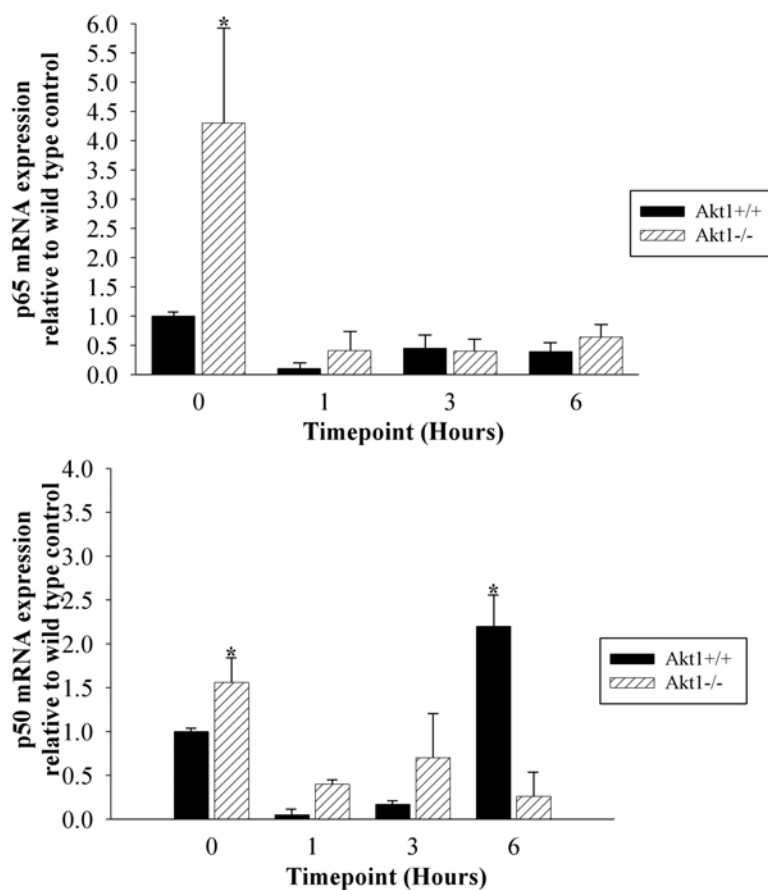 p65 mRNA expression
relative to wild type control
6.0
5.5
5.0
4.5
4.0
3.5
3.0
2.5
2.0
1.5
1.0
0.5
0.0
*
0 1 3 6
Timepoint (Hours)
Akt1+/+
Akt1-/-
p50 mRNA expression
relative to wild type control
4.0
3.5
3.0
2.5
2.0
1.5
1.0
0.5
0.0
*
*
0 1 3 6
Timepoint (Hours)
Akt1+/+
Akt1-/-